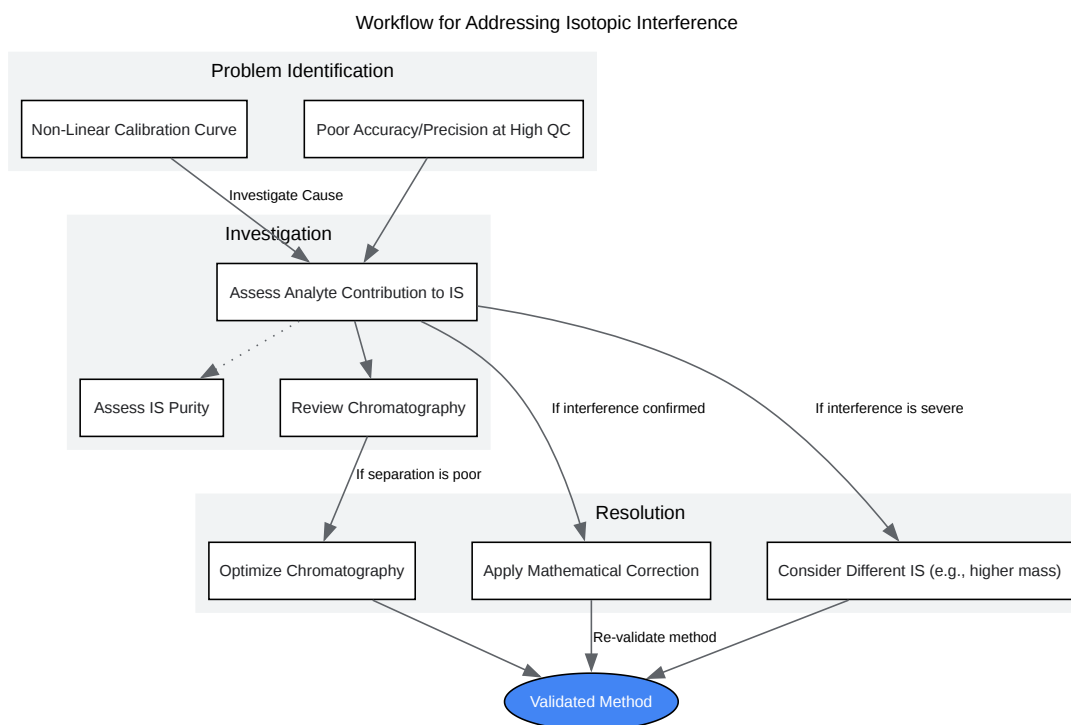 Workflow for Addressing Isotopic Interference
Problem Identification
Non-Linear Calibration Curve
Poor Accuracy/Precision at High QC
Investigate Cause
Investigation
Assess Analyte Contribution to IS
Assess IS Purity
Review Chromatography
If interference confirmed
If interference is severe
If separation is poor
Resolution
Optimize Chromatography
Apply Mathematical Correction
Consider Different IS (e.g., higher mass)
Re-validate method
Validated Method